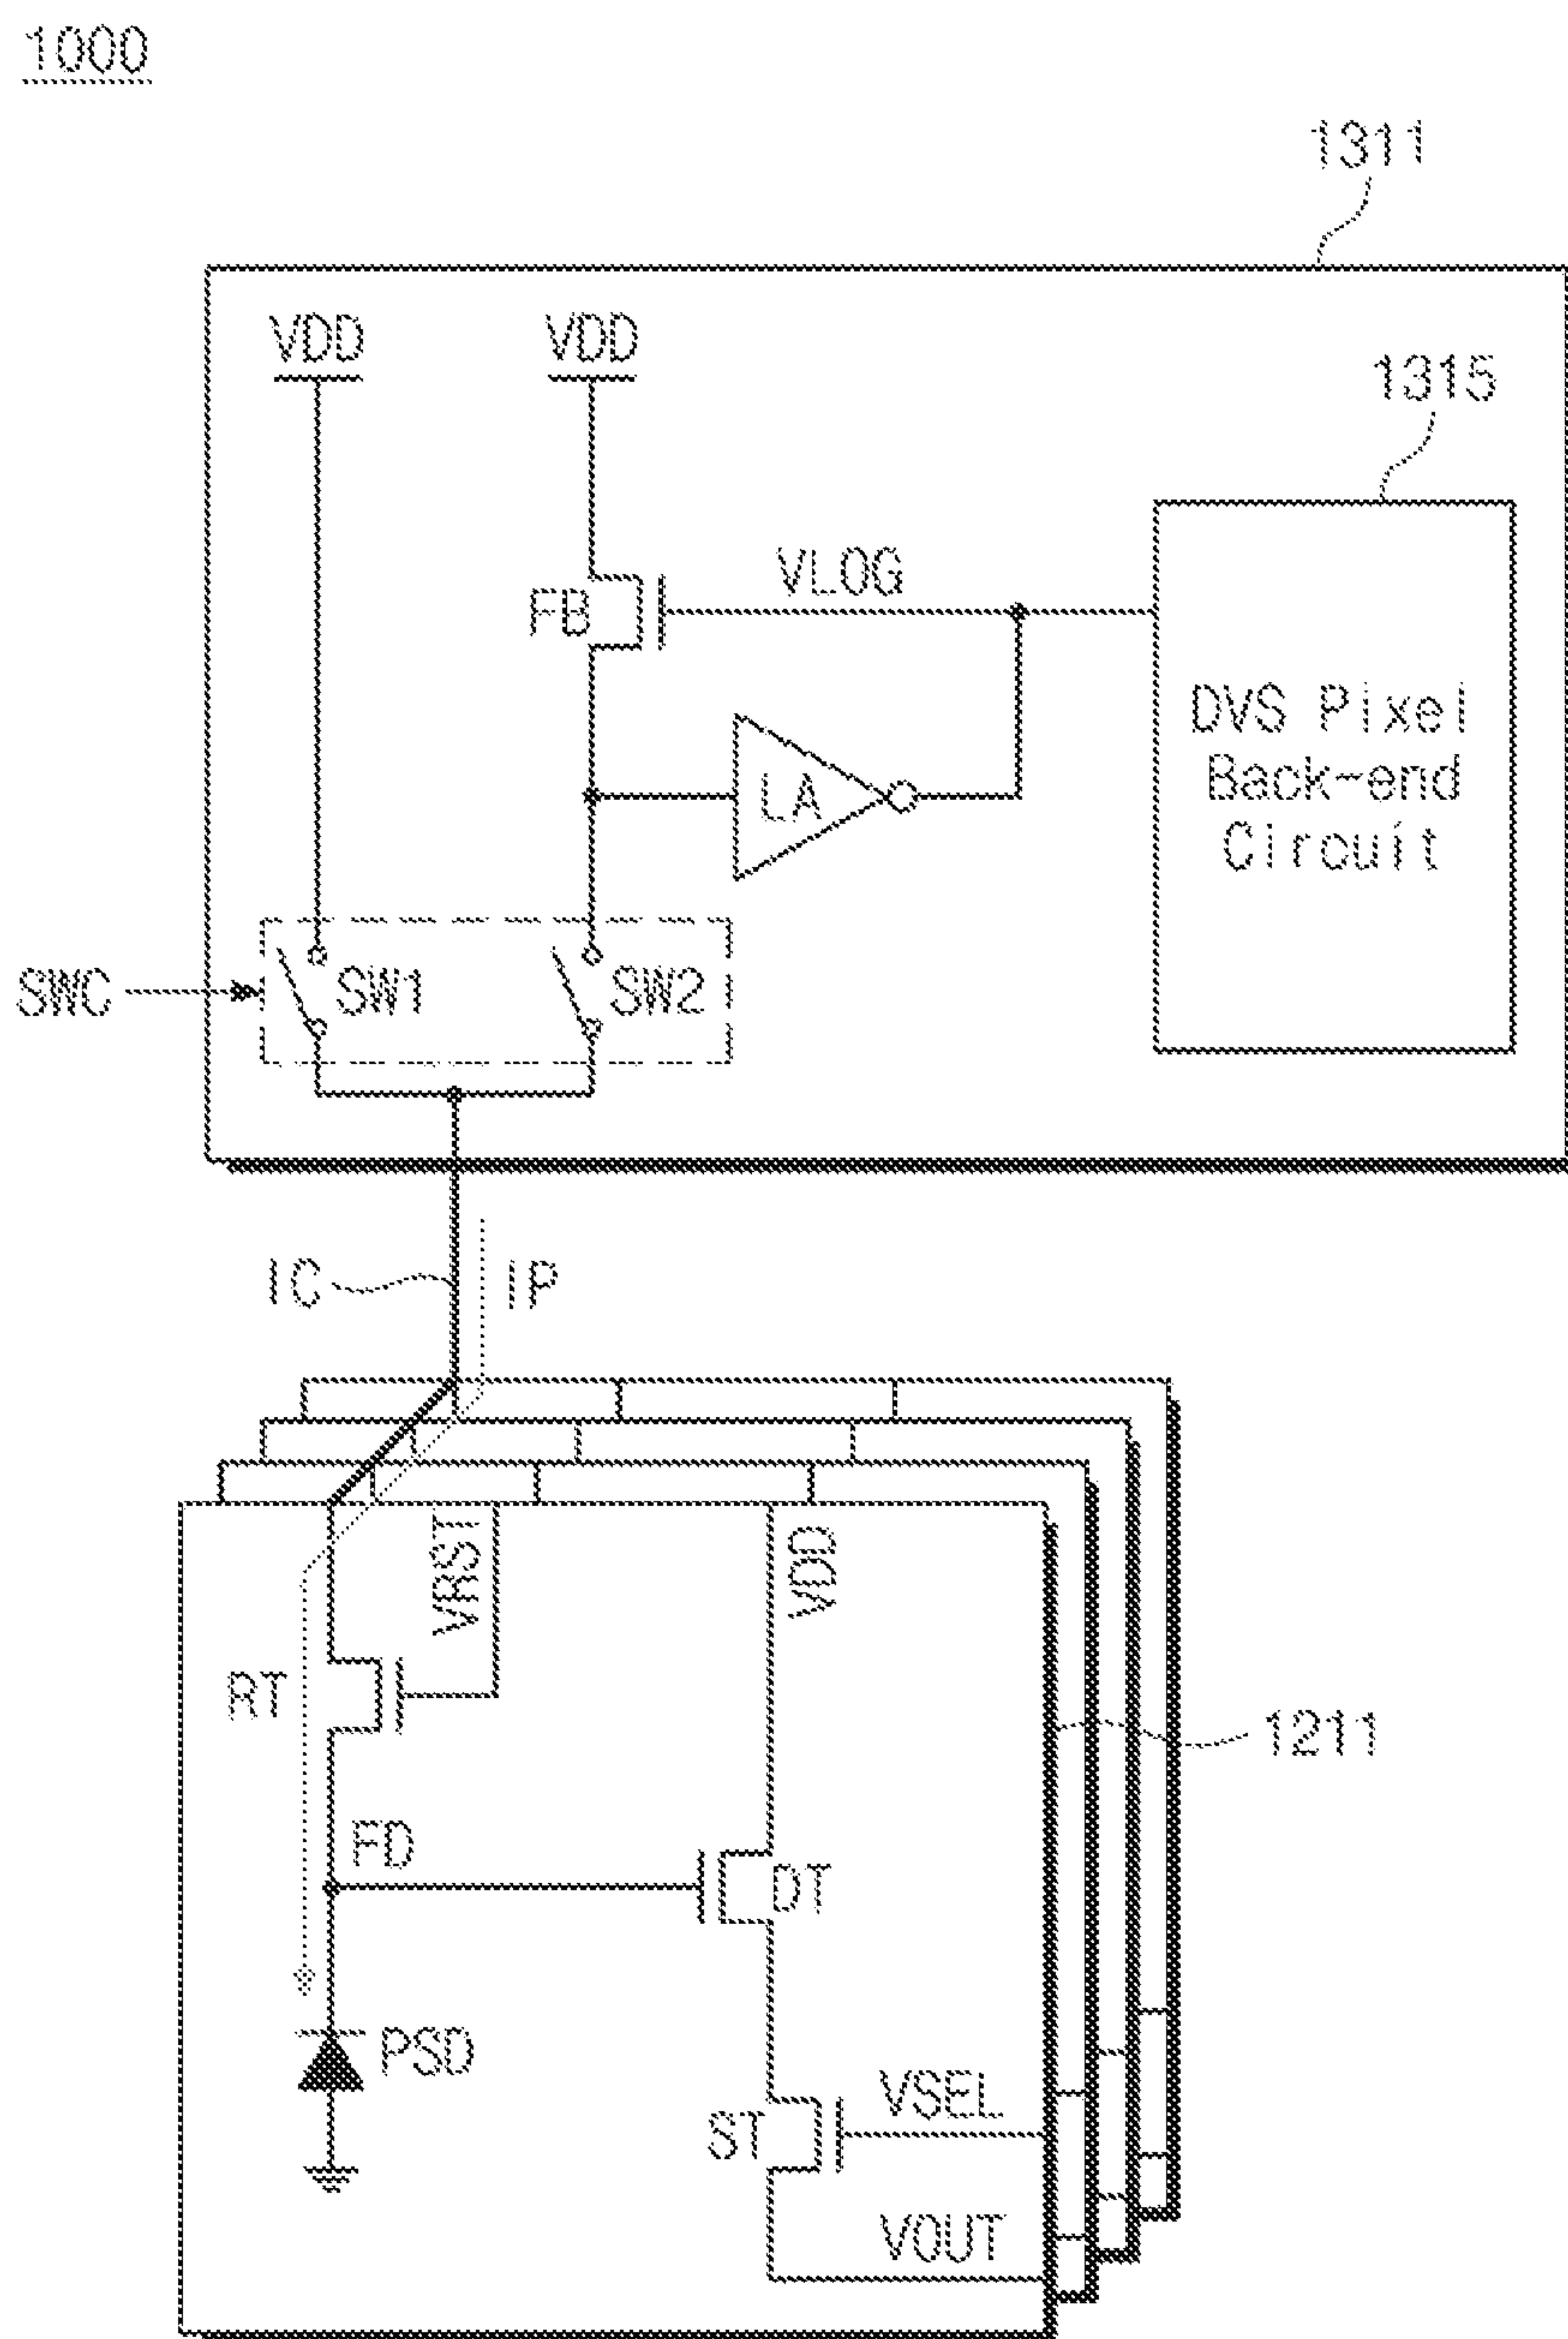 1000
1311
VDD
VDD
1315
VLOG
FB
DVS Pixel
Back-end
Circuit
LA
SWC
SW1
SW2
IC
IP
VRST
VDD
RT
1211
FD
DT
PSD
VSEL
ST
VOUT